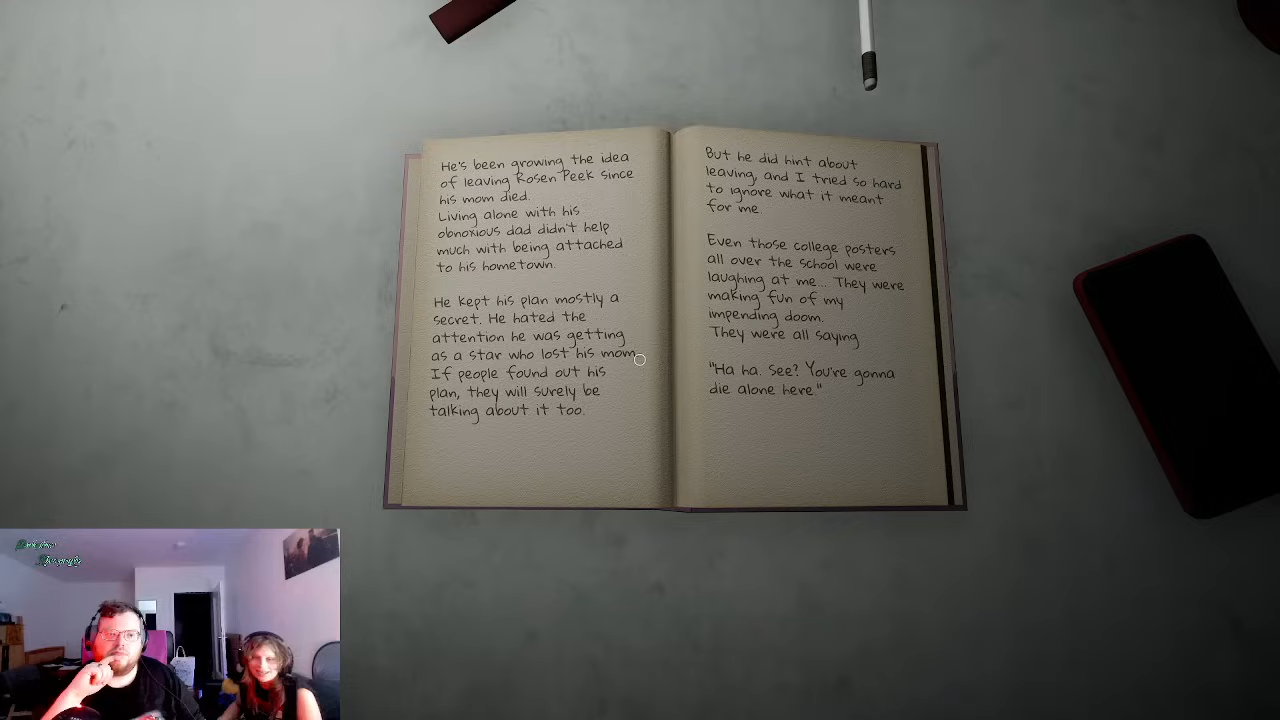 He's been growing the idea
of leaving Rosen Peek since
his mom died.
Living alone with his
obnoxious dad didn't help
much with being attached
to his hometown.
He kept his plan mostly a
secret. He hated the
attention he was getting
as a star who lost his mom.
If people found out his
plan, they will surely be
talking about it too.
But he did hint about
leaving, and I tried so hard
to ignore what it meant
for me.
Even those college posters
all over the school were
laughing at me... They were
making fun of my
impending doom.
They were all saying
"Ha ha. See? You're gonna
die alone here."